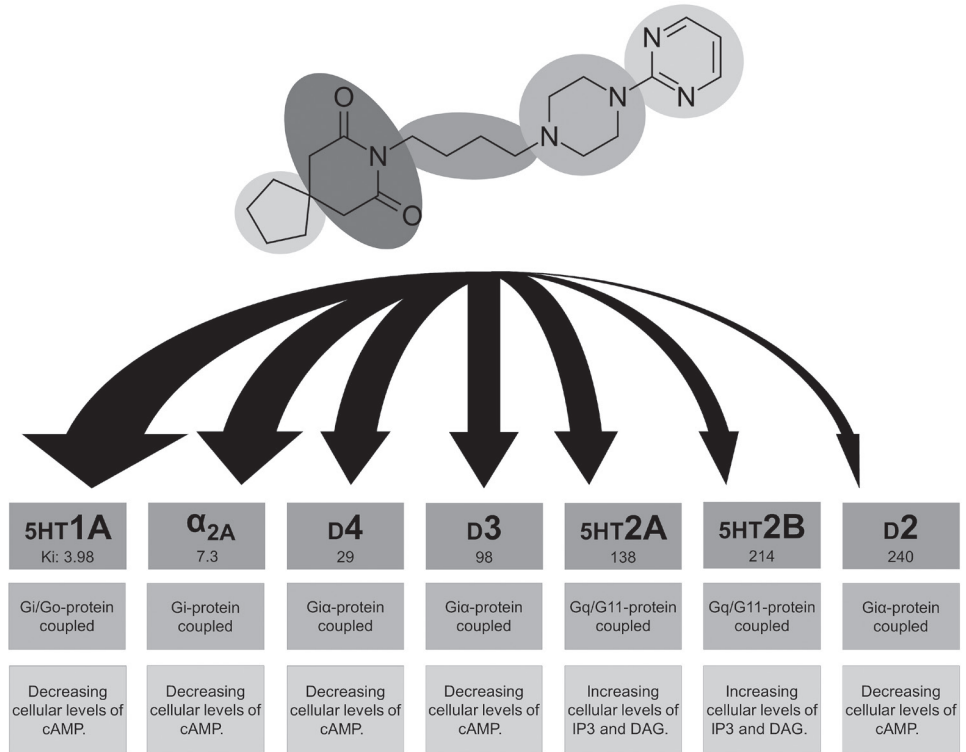 O
N
O
N
N
N
N
5HT1A
Ki: 3.98
Gi/Go-protein
coupled
Decreasing
cellular levels of
cAMP.
α2A
7.3
Gi-protein
coupled
Decreasing
cellular levels of
cAMP.
D4
29
Giα-protein
coupled
Decreasing
cellular levels of
cAMP.
D3
98
Giα-protein
coupled
Decreasing
cellular levels of
cAMP.
5HT2A
138
Gq/G11-protein
coupled
Increasing
cellular levels of
IP3 and DAG.
5HT2B
214
Gq/G11-protein
coupled
Increasing
cellular levels of
IP3 and DAG.
D2
240
Giα-protein
coupled
Decreasing
cellular levels of
cAMP.